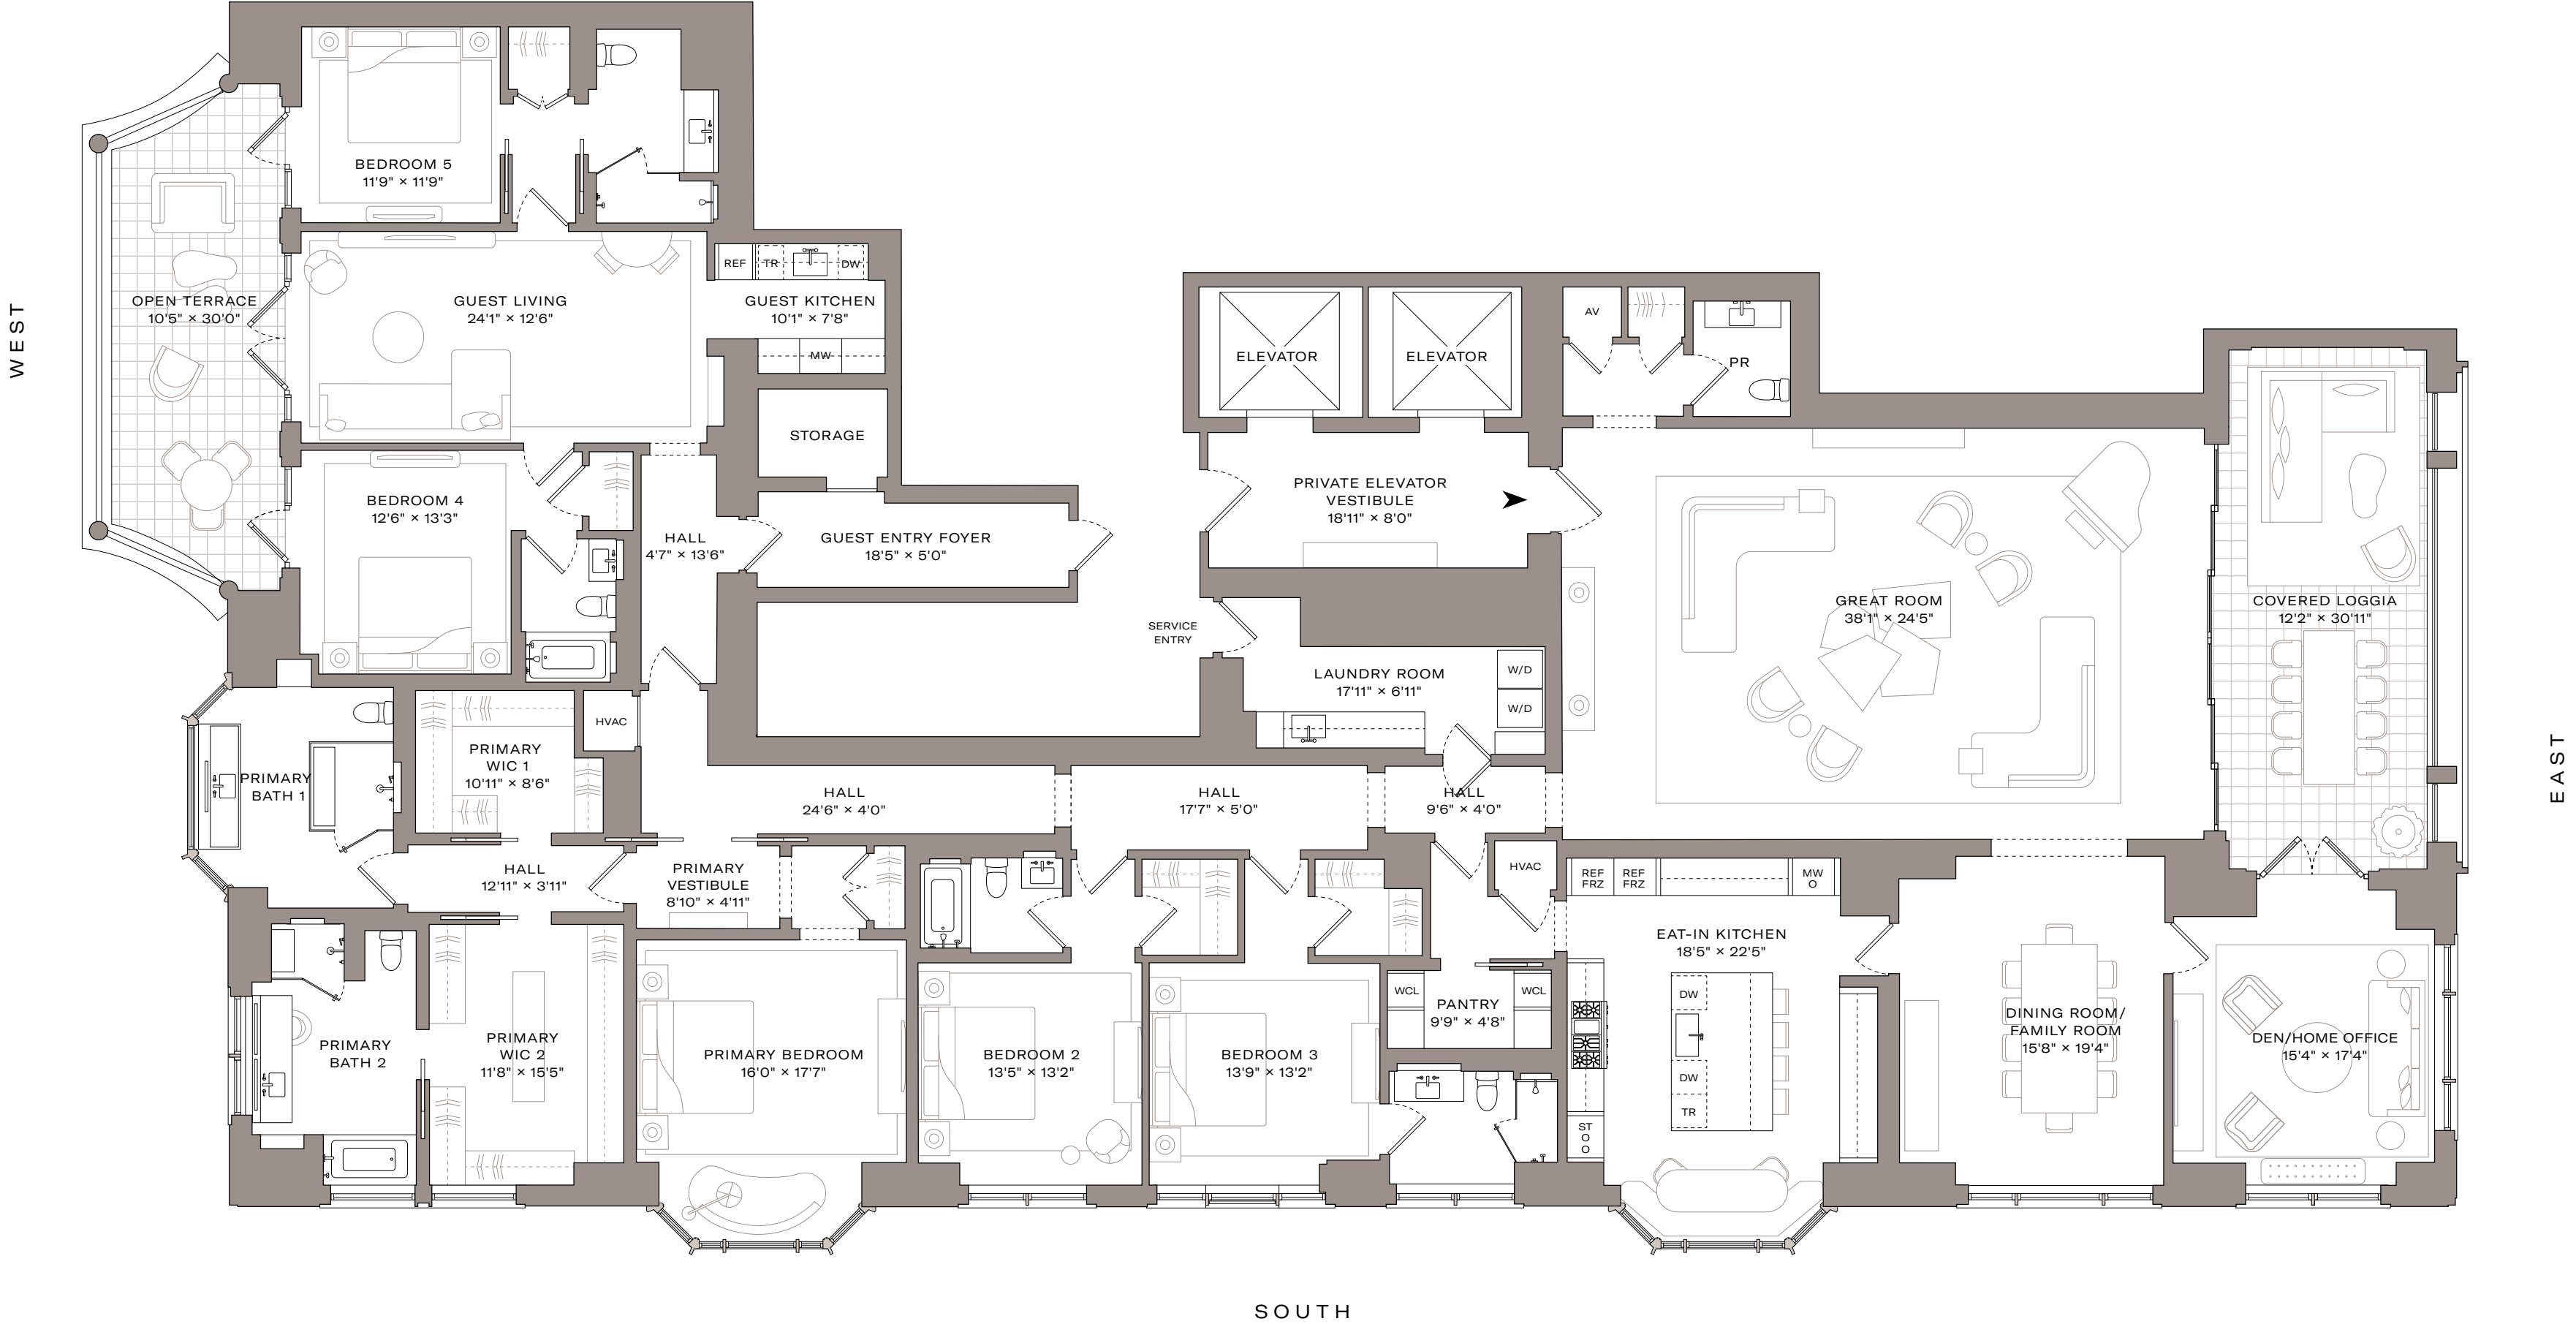 BEDROOM 5
11'9" × 11'9"
WEST
OPEN TERRACE
10'5" × 30'0"
GUEST LIVING
24'1" × 12'6"
REF
TR
DW
GUEST KITCHEN
10'1" × 7'8"
MW
STORAGE
BEDROOM 4
12'6" × 13'3"
HALL
4'7" × 13'6"
GUEST ENTRY FOYER
18'5" × 5'0"
ELEVATOR
ELEVATOR
AV
PR
PRIVATE ELEVATOR
VESTIBULE
18'11" × 8'0"
SERVICE
ENTRY
LAUNDRY ROOM
17'11" × 6'11"
W/D
W/D
GREAT ROOM
38'1" × 24'5"
COVERED LOGGIA
12'2" × 30'11"
EAST
HVAC
PRIMARY
WIC 1
10'11" × 8'6"
PRIMARY
BATH 1
HALL
24'6" × 4'0"
HALL
17'7" × 5'0"
HALL
9'6" × 4'0"
HALL
12'11" × 3'11"
PRIMARY
VESTIBULE
8'10" × 4'11"
HVAC
REF
FRZ
REF
FRZ
MW
O
EAT-IN KITCHEN
18'5" × 22'5"
WCL
PANTRY
9'9" × 4'8"
WCL
DW
DW
TR
ST
O
O
PRIMARY
BATH 2
PRIMARY
WIC 2
11'8" × 15'5"
PRIMARY BEDROOM
16'0" × 17'7"
BEDROOM 2
13'5" × 13'2"
BEDROOM 3
13'9" × 13'2"
DINING ROOM/
FAMILY ROOM
15'8" × 19'4"
DEN/HOME OFFICE
15'4" × 17'4"
SOUTH